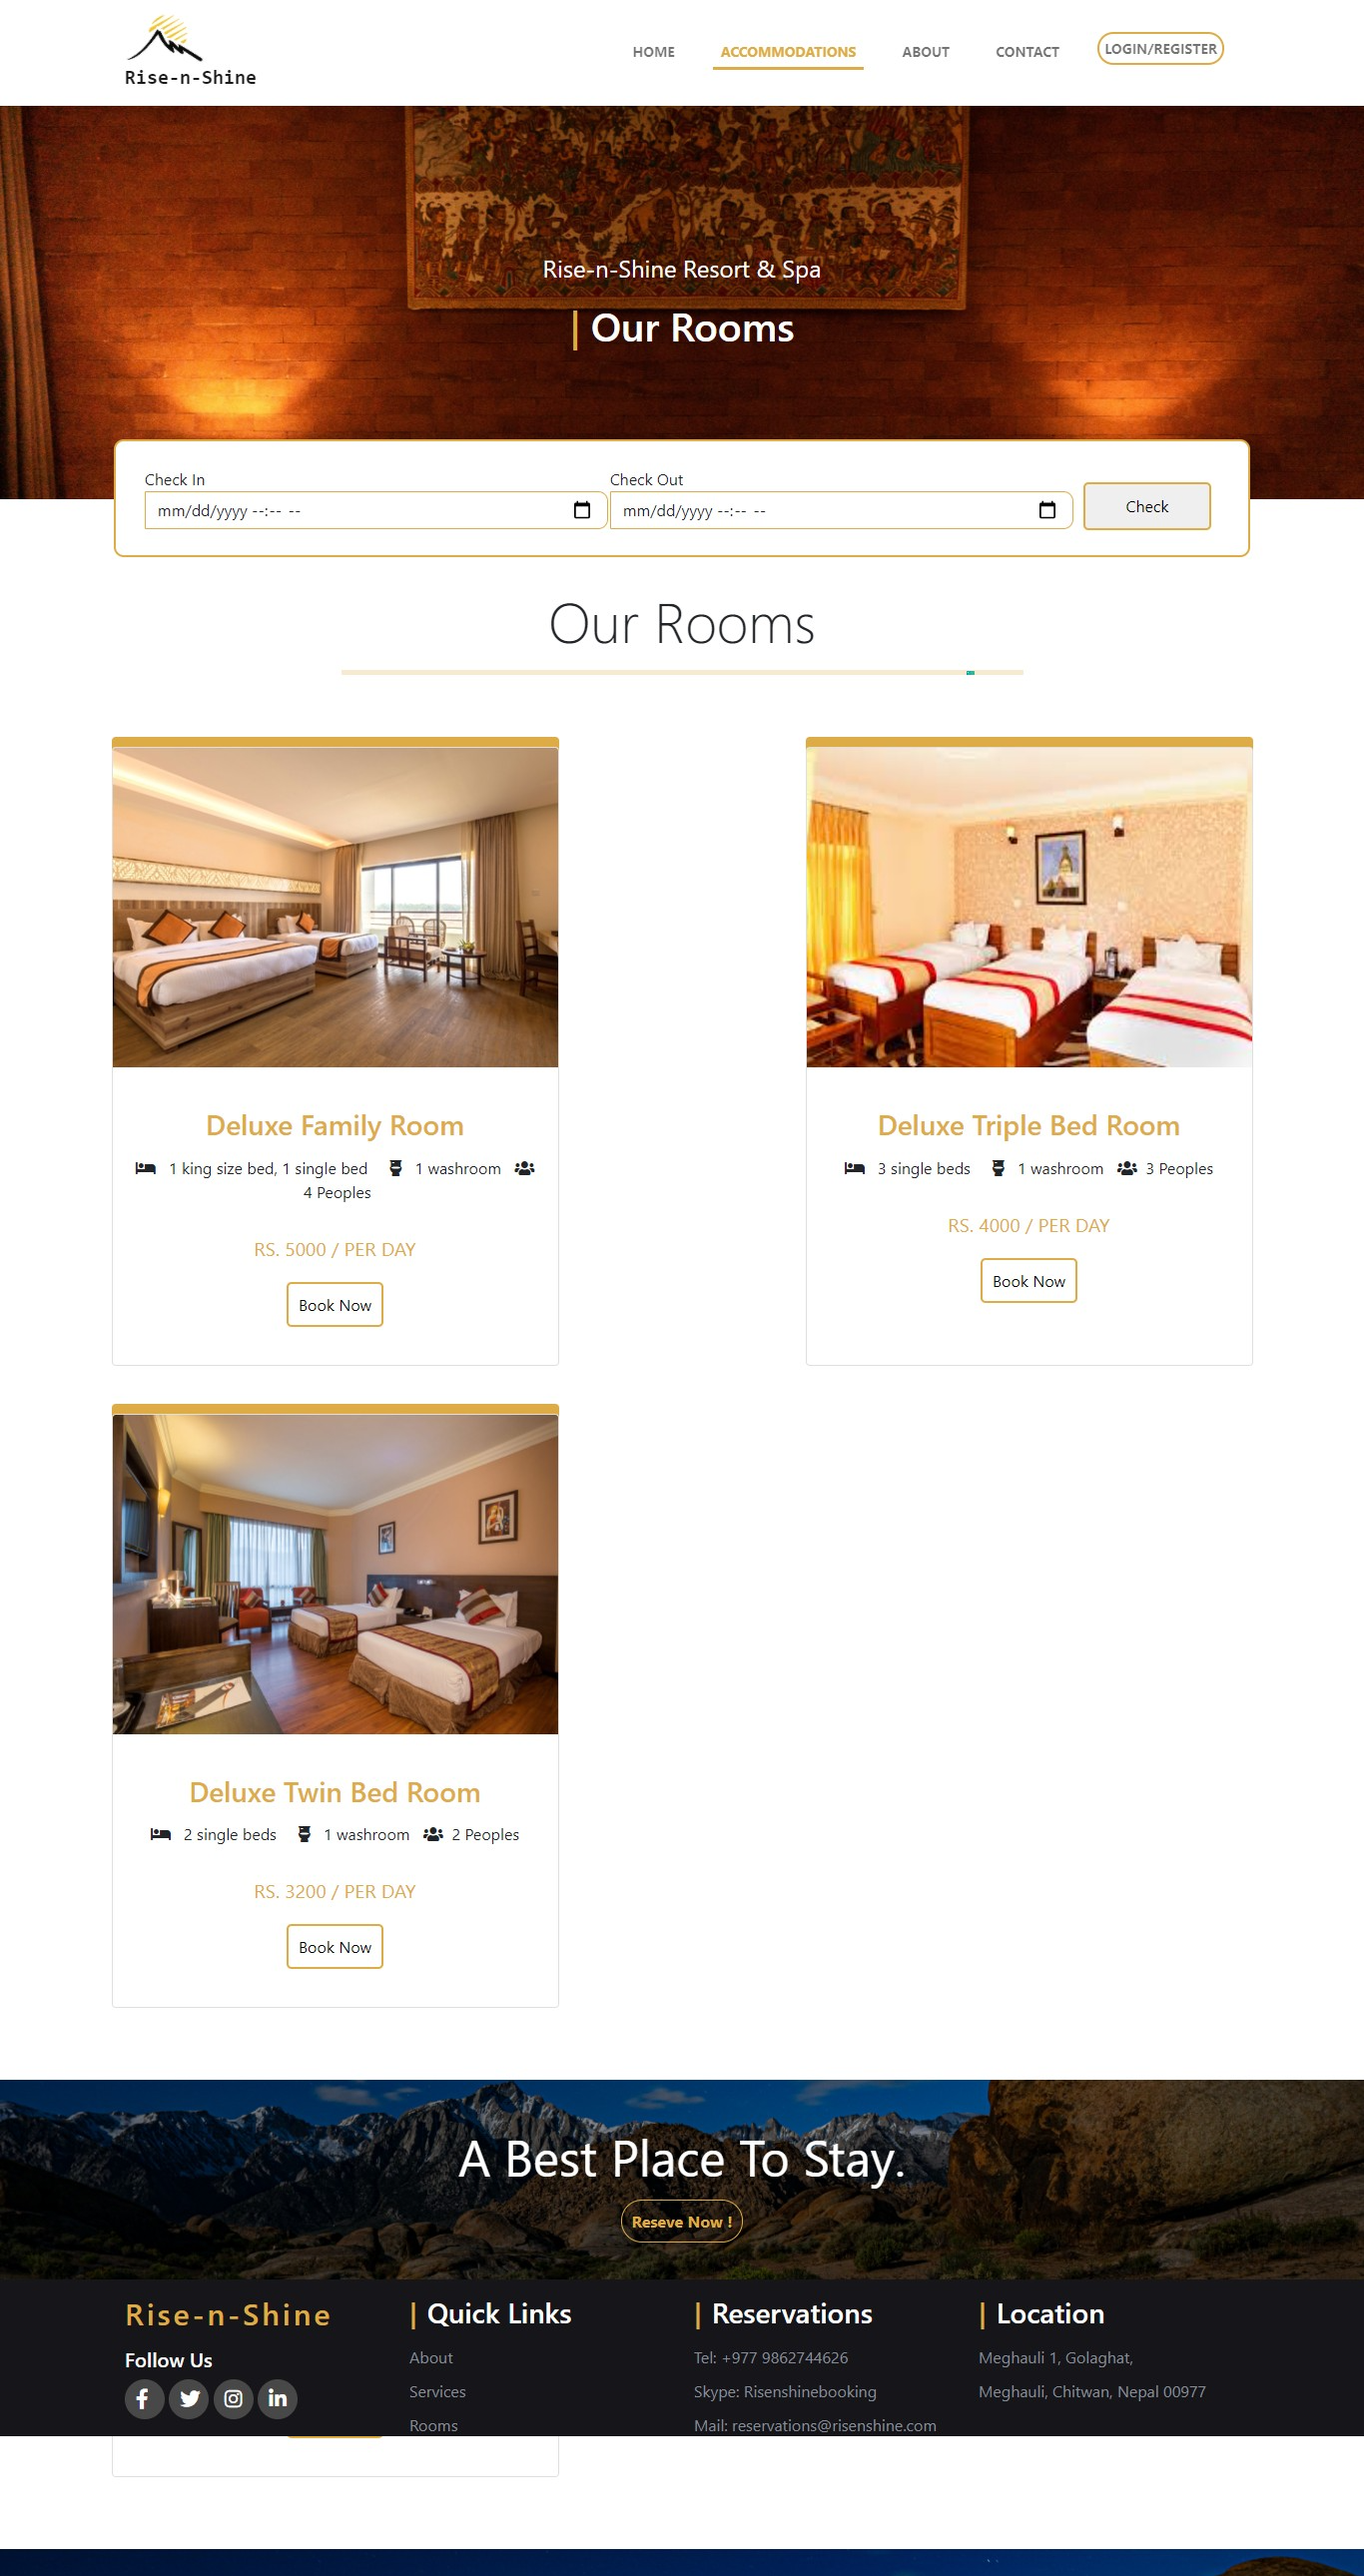 Rise-n-Shine
HOME
ACCOMMODATIONS
ABOUT
CONTACT
LOGIN/REGISTER
Rise-n-Shine Resort & Spa
Our Rooms
Check In
Check Out
mm/dd/yyyy --:-- --
mm/dd/yyyy --:-- --
Check
Our Rooms
Deluxe Family Room
1 king size bed, 1 single bed 1 washroom
4 Peoples
RS. 5000 / PER DAY
Book Now
Deluxe Triple Bed Room
3 single beds 1 washroom 3 Peoples
RS. 4000 / PER DAY
Book Now
Deluxe Twin Bed Room
2 single beds 1 washroom 2 Peoples
RS. 3200 / PER DAY
Book Now
A Best Place To Stay.
Reseve Now !
Rise-n-Shine
Follow Us
Quick Links
About
Services
Rooms
Reservations
Tel: +977 9862744626
Skype: Risenshinebooking
Mail: reservations@risenshine.com
Location
Meghauli 1, Golaghat,
Meghauli, Chitwan, Nepal 00977